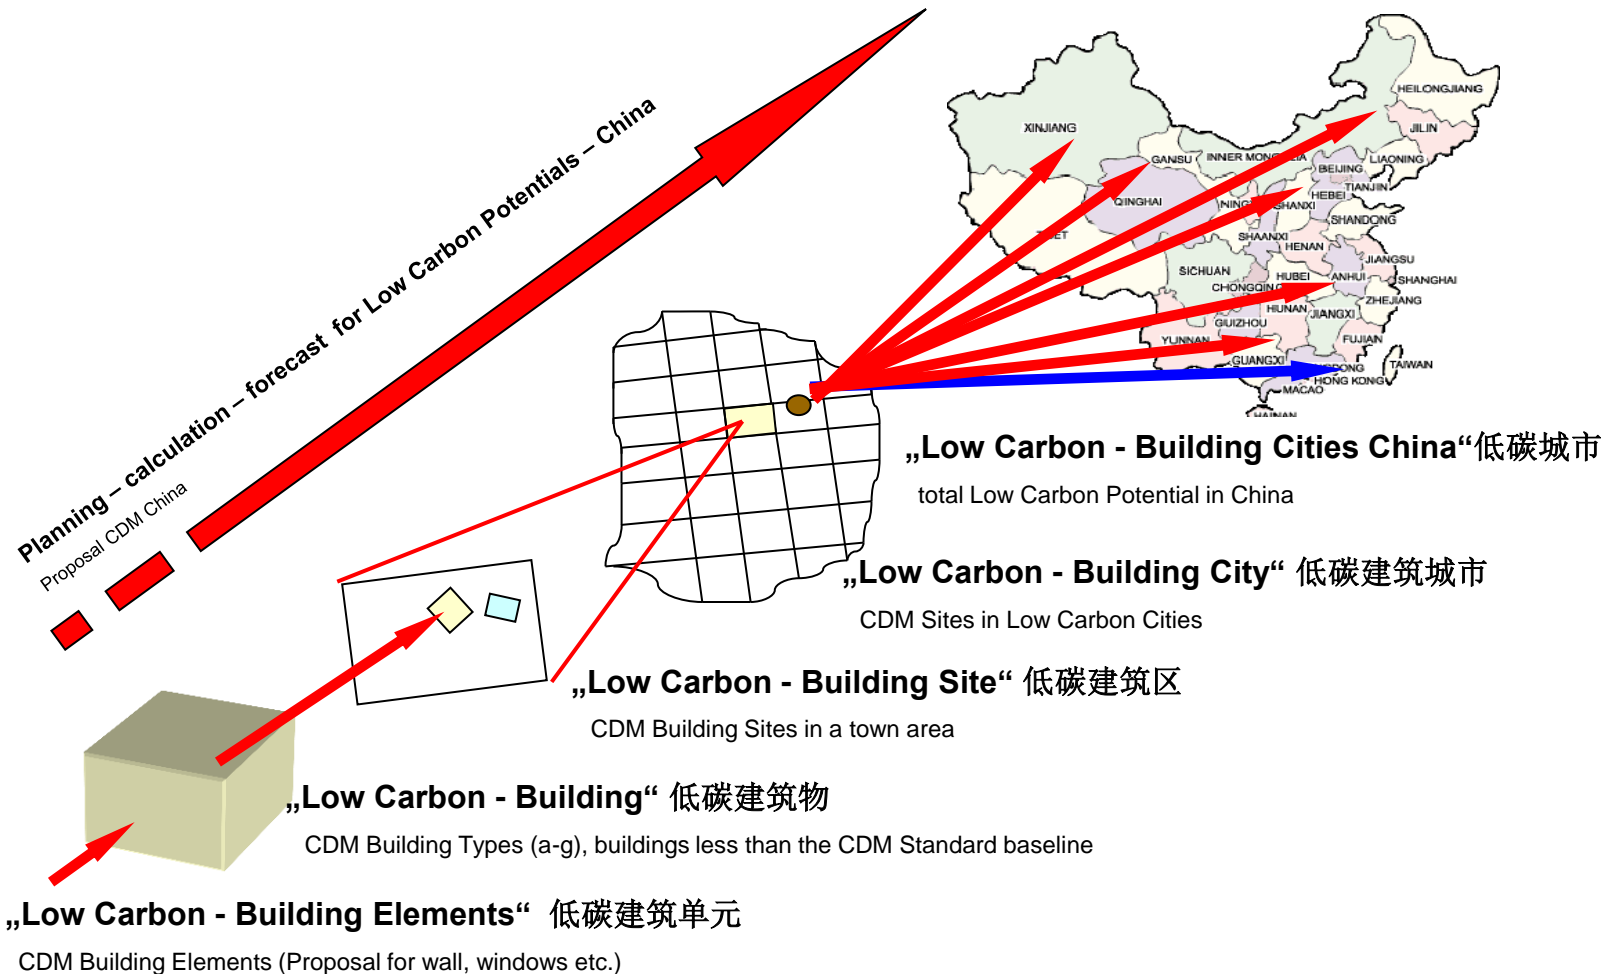 Planning – calculation – forecast for Low Carbon Potentials – China
Proposal CDM China
XINJIANG
GANSU
QINGHAI
HEILONGJIANG
JILIN
LIAONING
BEIJING
TIANJIN
HEBEI
SHANXI
SHANDONG
SHAANXI
HENAN
JIANGSU
SICHUAN
HUBEI
ANHUI
SHANGHAI
CHONGQING
ZHEJIANG
HUNAN
JIANGXI
GUIZHOU
FUJIAN
YUNNAN
GUANGXI
TAIWAN
HONG KONG
MACAO
HAINAN
„Low Carbon - Building Cities China“低碳城市
total Low Carbon Potential in China
„Low Carbon - Building City“ 低碳建筑城市
CDM Sites in Low Carbon Cities
„Low Carbon - Building Site“ 低碳建筑区
CDM Building Sites in a town area
„Low Carbon - Building“ 低碳建筑物
CDM Building Types (a-g), buildings less than the CDM Standard baseline
„Low Carbon - Building Elements“ 低碳建筑单元
CDM Building Elements (Proposal for wall, windows etc.)